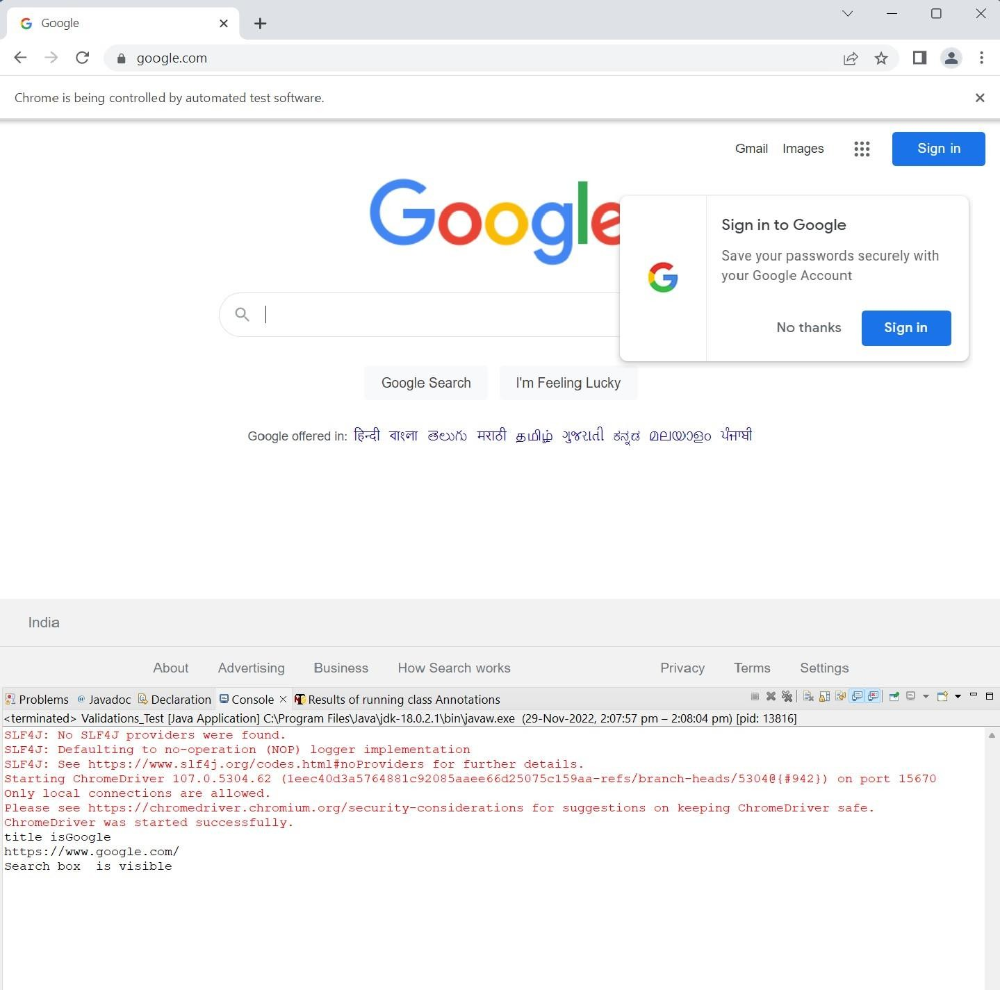 Google
google.com
Chrome is being controlled by automated test software.
Gmail Images Sign in
Google
Sign in to Google
Save your passwords securely with
your Google Account
No thanks Sign in
Google Search I'm Feeling Lucky
Google offered in: हिन्दी বাংলা తెలుగు मराठी தமிழ் ગુજરાતી ಕನ್ನಡ മലയാളം ਪੰਜਾਬੀ
India
About Advertising Business How Search works Privacy Terms Settings
Problems @ Javadoc Declaration Console Results of running class Annotations
<terminated> Validations_Test [Java Application] C:\Program Files\Java\jdk-18.0.2.1\bin\javaw.exe (29-Nov-2022, 2:07:57 pm – 2:08:04 pm) [pid: 13816]
SLF4J: No SLF4J providers were found.
SLF4J: Defaulting to no-operation (NOP) logger implementation
SLF4J: See https://www.slf4j.org/codes.html#noProviders for further details.
Starting ChromeDriver 107.0.5304.62 (1eec40d3a5764881c92085aaee66d25075c159aa-refs/branch-heads/5304@{#942}) on port 15670
Only local connections are allowed.
Please see https://chromedriver.chromium.org/security-considerations for suggestions on keeping ChromeDriver safe.
ChromeDriver was started successfully.
title isGoogle
https://www.google.com/
Search box  is visible